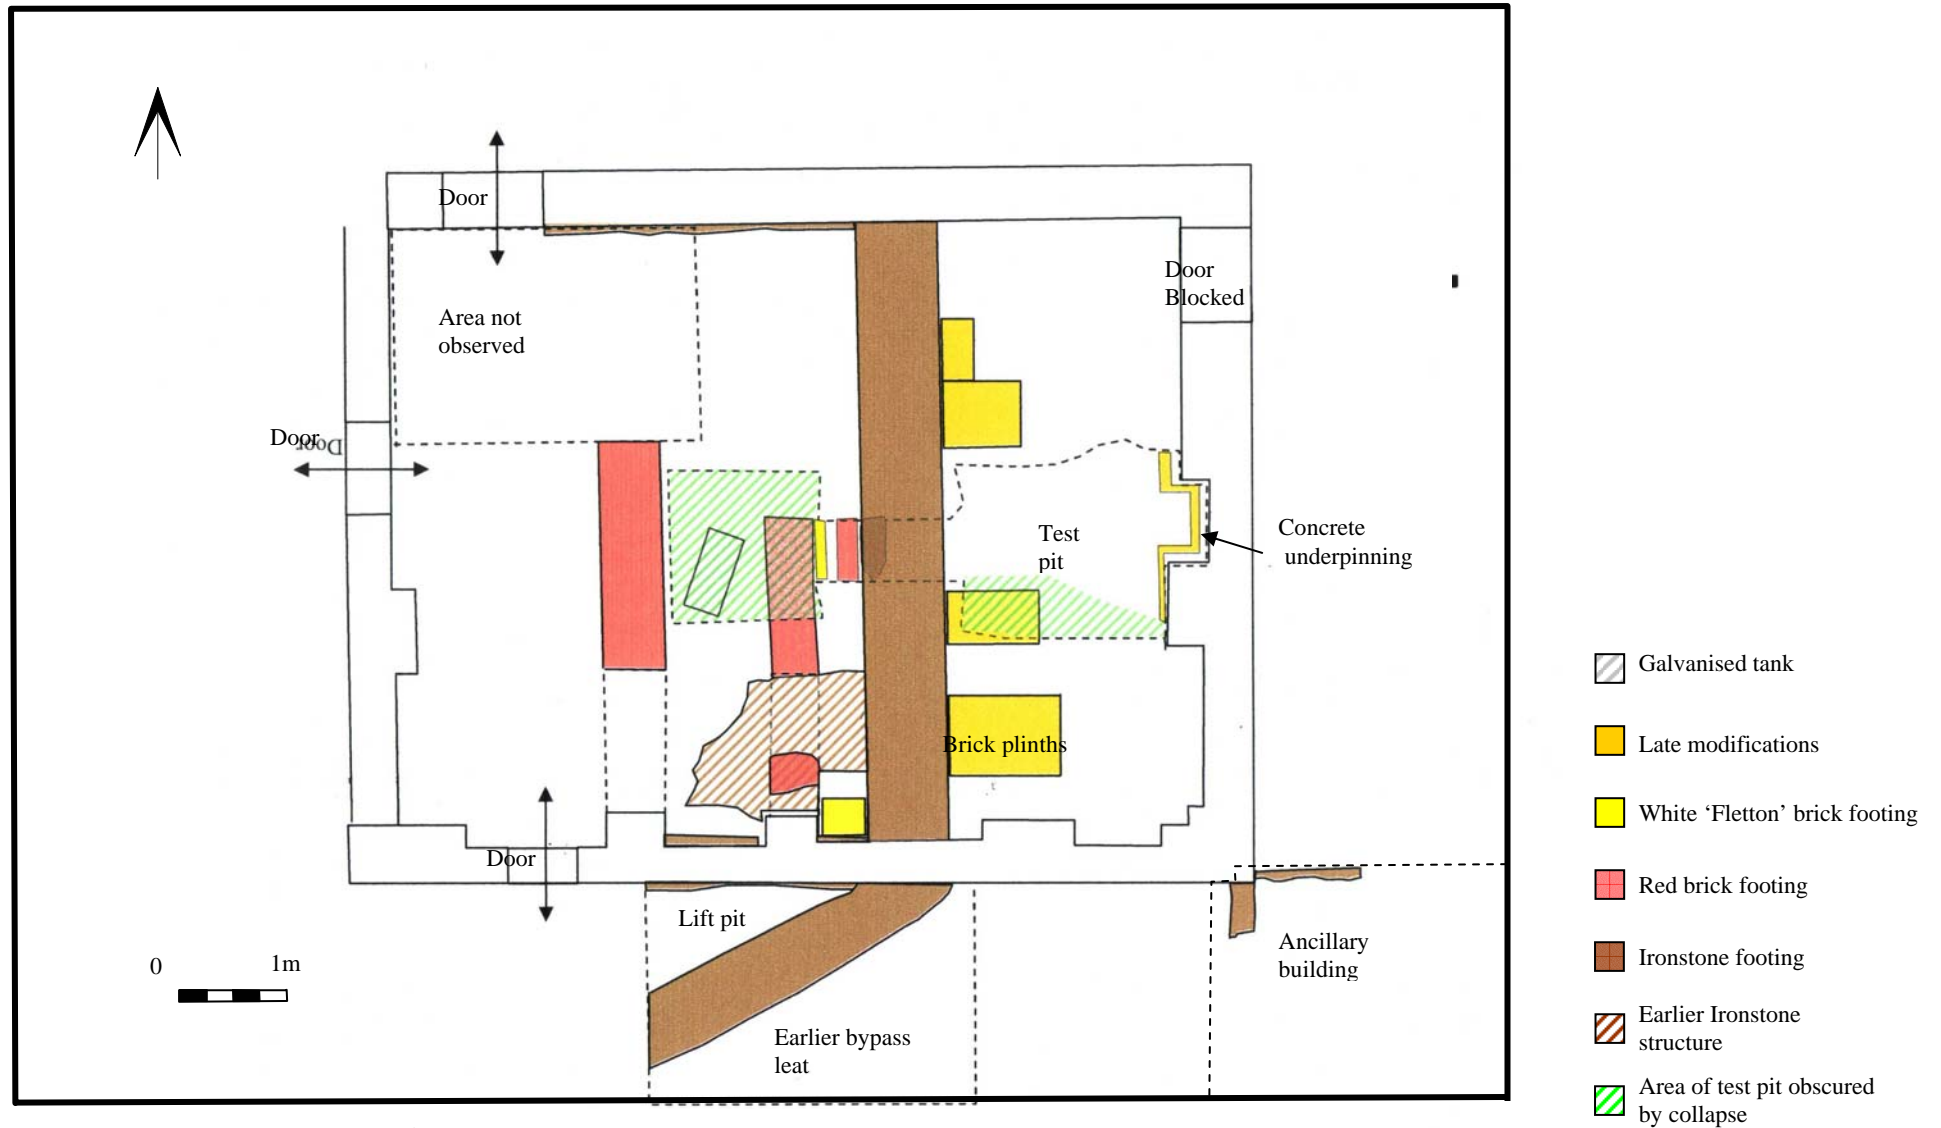 Door
Door
Blocked
Area not
observed
Door
Door
Test
pit
Concrete
underpinning
Brick plinths
Door
Lift pit
Ancillary
building
0 1m
Earlier bypass
leat
Galvanised tank
Late modifications
White ‘Fletton’ brick footing
Red brick footing
Ironstone footing
Earlier Ironstone
structure
Area of test pit obscured
by collapse